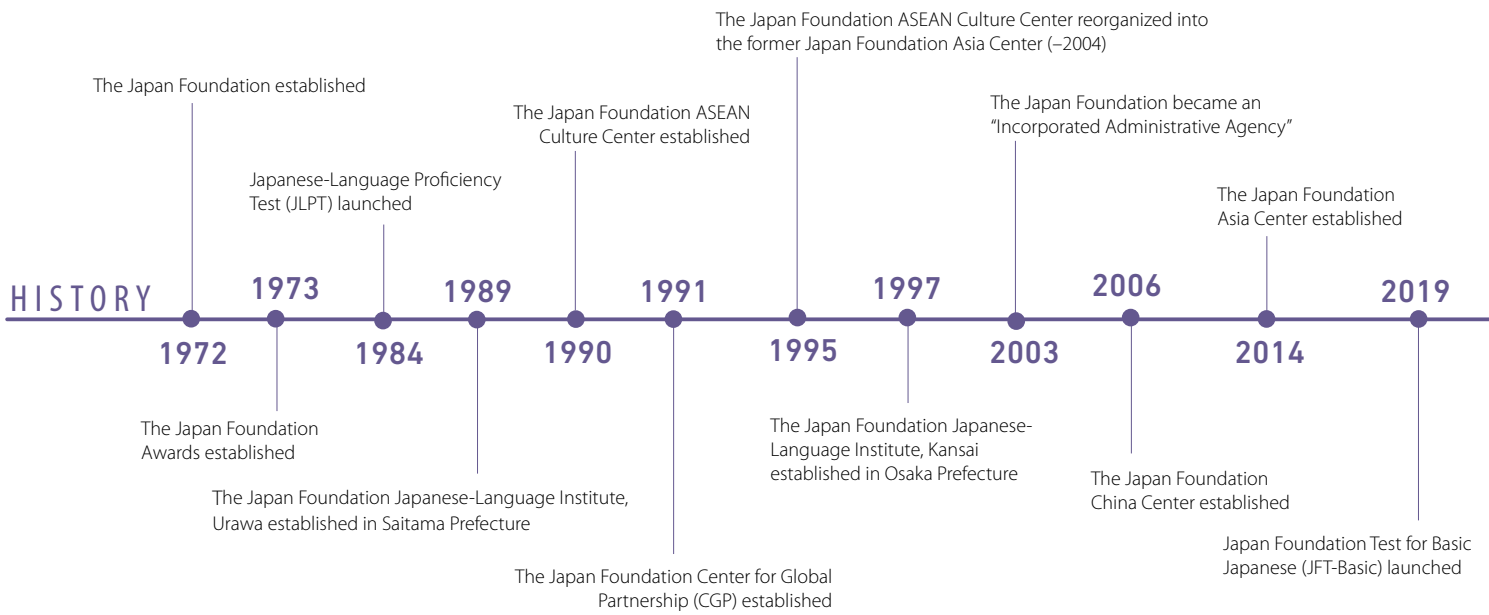 The Japan Foundation ASEAN Culture Center reorganized into
the former Japan Foundation Asia Center (–2004)
The Japan Foundation established
The Japan Foundation ASEAN
Culture Center established
The Japan Foundation became an
“Incorporated Administrative Agency”
Japanese-Language Proficiency
Test (JLPT) launched
The Japan Foundation
Asia Center established
HISTORY
1973
1989
1991
1997
2006
2019
1972
1984
1990
1995
2003
2014
The Japan Foundation
Awards established
The Japan Foundation Japanese-
Language Institute, Kansai
established in Osaka Prefecture
The Japan Foundation Japanese-Language Institute,
Urawa established in Saitama Prefecture
The Japan Foundation
China Center established
The Japan Foundation Center for Global
Partnership (CGP) established
Japan Foundation Test for Basic
Japanese (JFT-Basic) launched